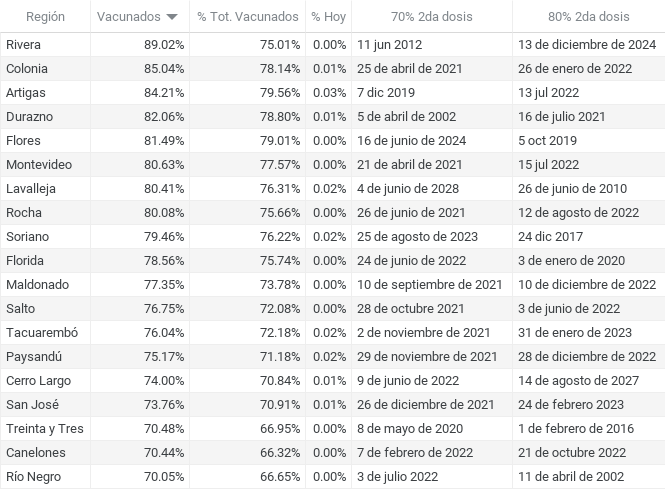 Región Vacunados % Tot. Vacunados % Hoy 70% 2da dosis 80% 2da dosis
Rivera 89.02% 75.01% 0.00% 11 jun 2012 13 de diciembre de 2024
Colonia 85.04% 78.14% 0.01% 25 de abril de 2021 26 de enero de 2022
Artigas 84.21% 79.56% 0.03% 7 dic 2019 13 jul 2022
Durazno 82.06% 78.80% 0.01% 5 de abril de 2002 16 de julio 2021
Flores 81.49% 79.01% 0.00% 16 de junio de 2024 5 oct 2019
Montevideo 80.63% 77.57% 0.00% 21 de abril de 2021 15 jul 2022
Lavalleja 80.41% 76.31% 0.02% 4 de junio de 2028 26 de junio de 2010
Rocha 80.08% 75.66% 0.00% 26 de junio de 2021 12 de agosto de 2022
Soriano 79.46% 76.22% 0.02% 25 de agosto de 2023 24 dic 2017
Florida 78.56% 75.74% 0.00% 24 de junio de 2022 3 de enero de 2020
Maldonado 77.35% 73.78% 0.00% 10 de septiembre de 2021 10 de diciembre de 2022
Salto 76.75% 72.08% 0.00% 28 de octubre 2021 3 de junio de 2022
Tacuarembó 76.04% 72.18% 0.02% 2 de noviembre de 2021 31 de enero de 2023
Paysandú 75.17% 71.18% 0.02% 29 de noviembre de 2021 28 de diciembre de 2022
Cerro Largo 74.00% 70.84% 0.01% 9 de junio de 2022 14 de agosto de 2027
San José 73.76% 70.91% 0.01% 26 de diciembre de 2021 24 de febrero 2023
Treinta y Tres 70.48% 66.95% 0.00% 8 de mayo de 2020 1 de febrero de 2016
Canelones 70.44% 66.32% 0.00% 7 de febrero de 2022 21 de octubre 2022
Río Negro 70.05% 66.65% 0.00% 3 de julio 2022 11 de abril de 2002